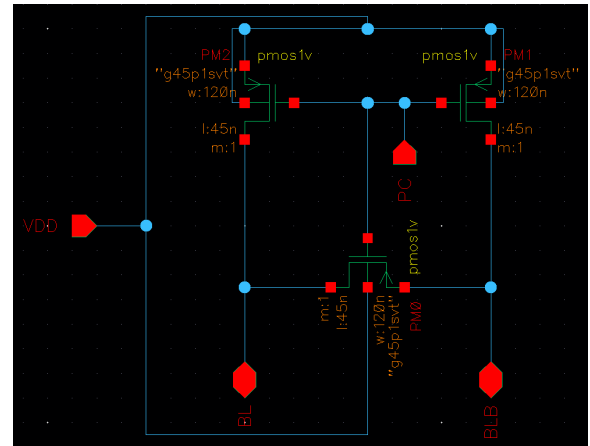 PM2
pmos1v
"g45p1svt"
w:120n
l:45n
m:1
pmos1v
PM1
"g45p1svt"
w:120n
l:45n
m:1
PC
VDD
pmos1v
PM0
"g45p1svt"
w:120n
l:45n
m:1
BL
BLB